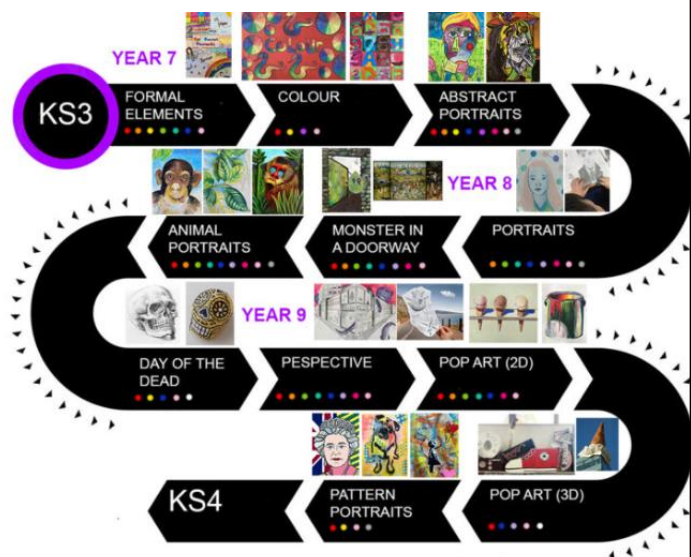 YEAR 7
KS3
FORMAL
ELEMENTS
COLOUR
ABSTRACT
PORTRAITS
YEAR 8
PORTRAITS
MONSTER IN
A DOORWAY
ANIMAL
PORTRAITS
YEAR 9
DAY OF THE
DEAD
PESPECTIVE
POP ART (2D)
POP ART (3D)
PATTERN
PORTRAITS
KS4